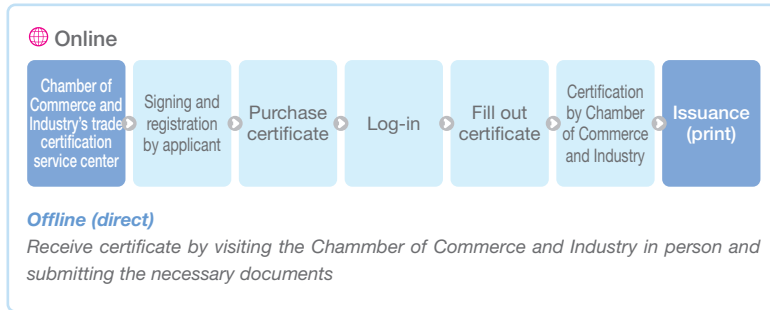 Online
Chamber of
Commerce and
Industry's trade
certification
service center
Signing and
registration
by applicant
Purchase
certificate
Log-in
Fill out
certificate
Certification
by Chamber
of Commerce
and Industry
Issuance
(print)
Offline (direct)
Receive certificate by visiting the Chammber of Commerce and Industry in person and
submitting the necessary documents